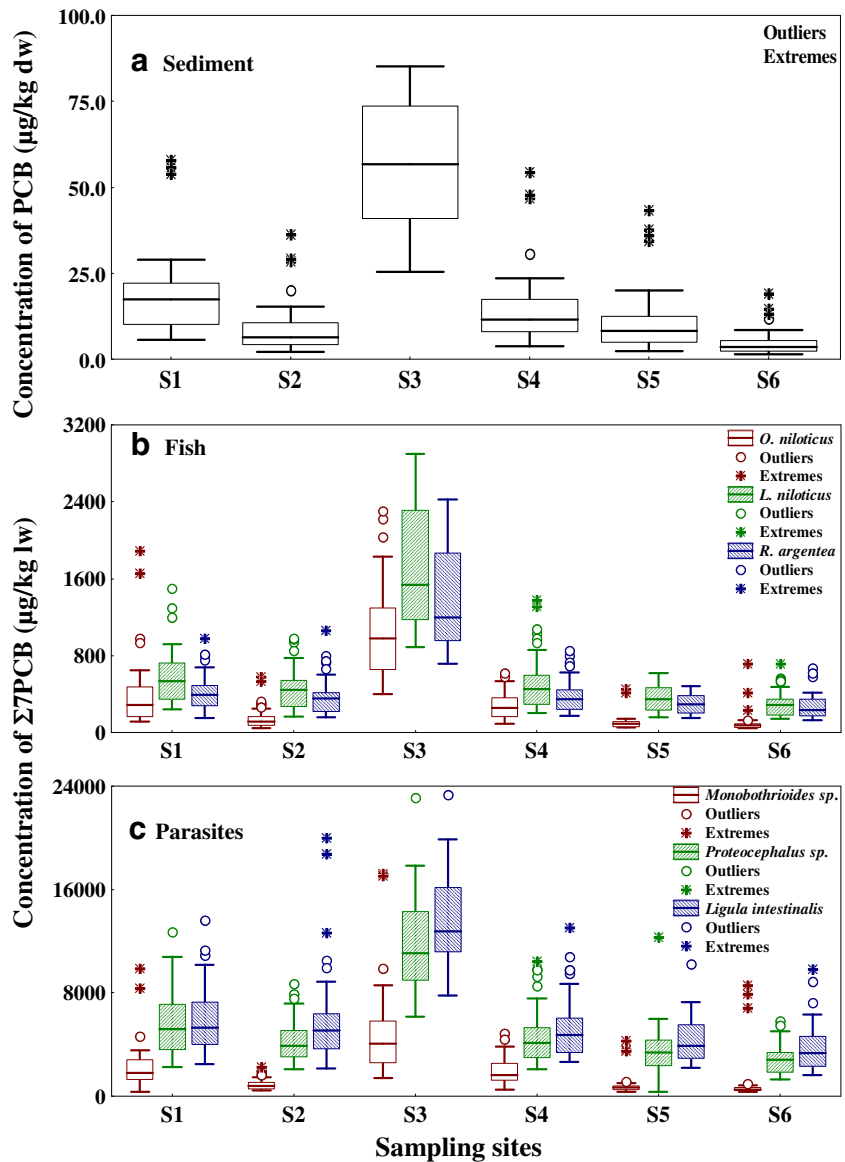 Concentration of PCB (µg/kg dw)
100.0
75.0
50.0
25.0
0.0
a Sediment
Outliers
Extremes
S1 S2 S3 S4 S5 S6
Concentration of Σ7PCB (µg/kg lw)
3200
2400
1600
800
0
b Fish
O. niloticus
Outliers
Extremes
L. niloticus
Outliers
Extremes
R. argentea
Outliers
Extremes
S1 S2 S3 S4 S5 S6
24000
16000
8000
0
c Parasites
Monobothrioides sp.
Outliers
Extremes
Proteocephalus sp.
Outliers
Extremes
Ligula intestinalis
Outliers
Extremes
S1 S2 S3 S4 S5 S6
Sampling sites